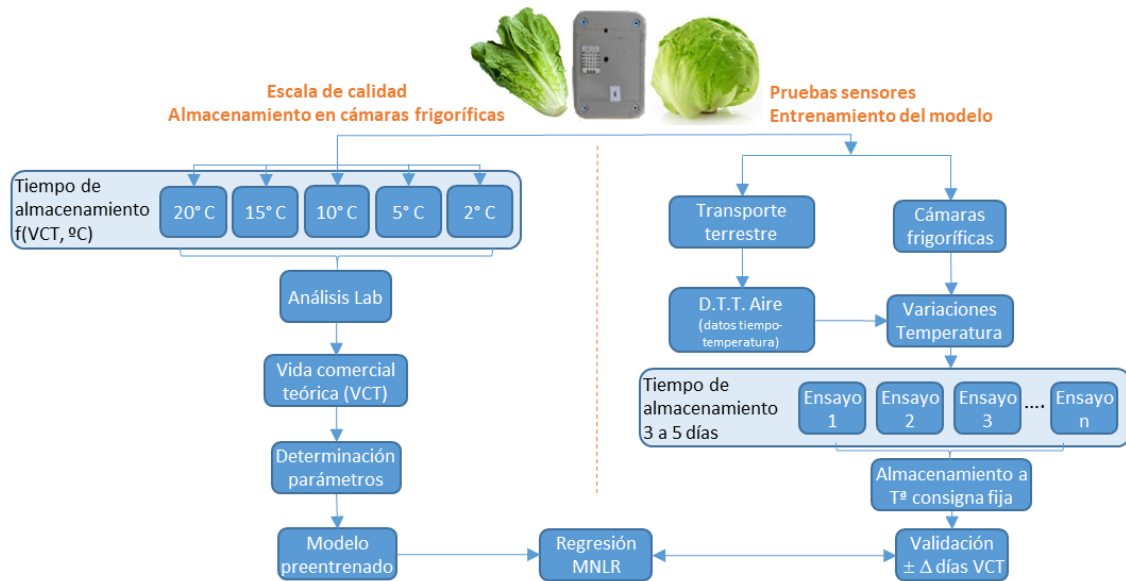 Escala de calidad
Almacenamiento en cámaras frigoríficas
Pruebas sensores
Entrenamiento del modelo
Tiempo de
almacenamiento
f(VCT, ºC)
20° C
15° C
10° C
5° C
2° C
Análisis Lab
Vida comercial
teórica (VCT)
Determinación
parámetros
Modelo
preentrenado
Regresión
MNLR
Transporte
terrestre
Cámaras
frigoríficas
D.T.T. Aire
(datos tiempo-
temperatura)
Variaciones
Temperatura
Tiempo de
almacenamiento
3 a 5 días
Ensayo
1
Ensayo
2
Ensayo
3
....
Ensayo
n
Almacenamiento a
Tª consigna fija
Validación
± Δ días VCT